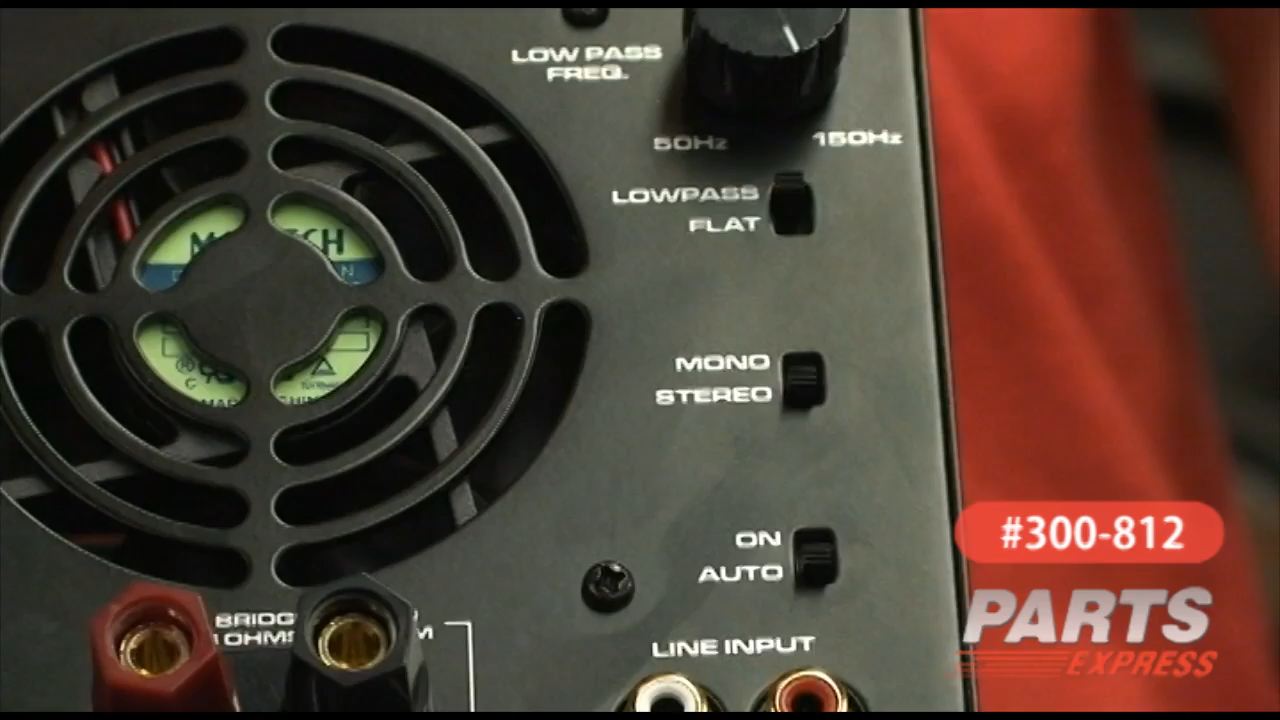 LOW PASS
FREQ.
50Hz
150Hz
LOWPASS
FLAT
MONO
STEREO
ON
AUTO
LINE INPUT
#300-812
PARTS
EXPRESS